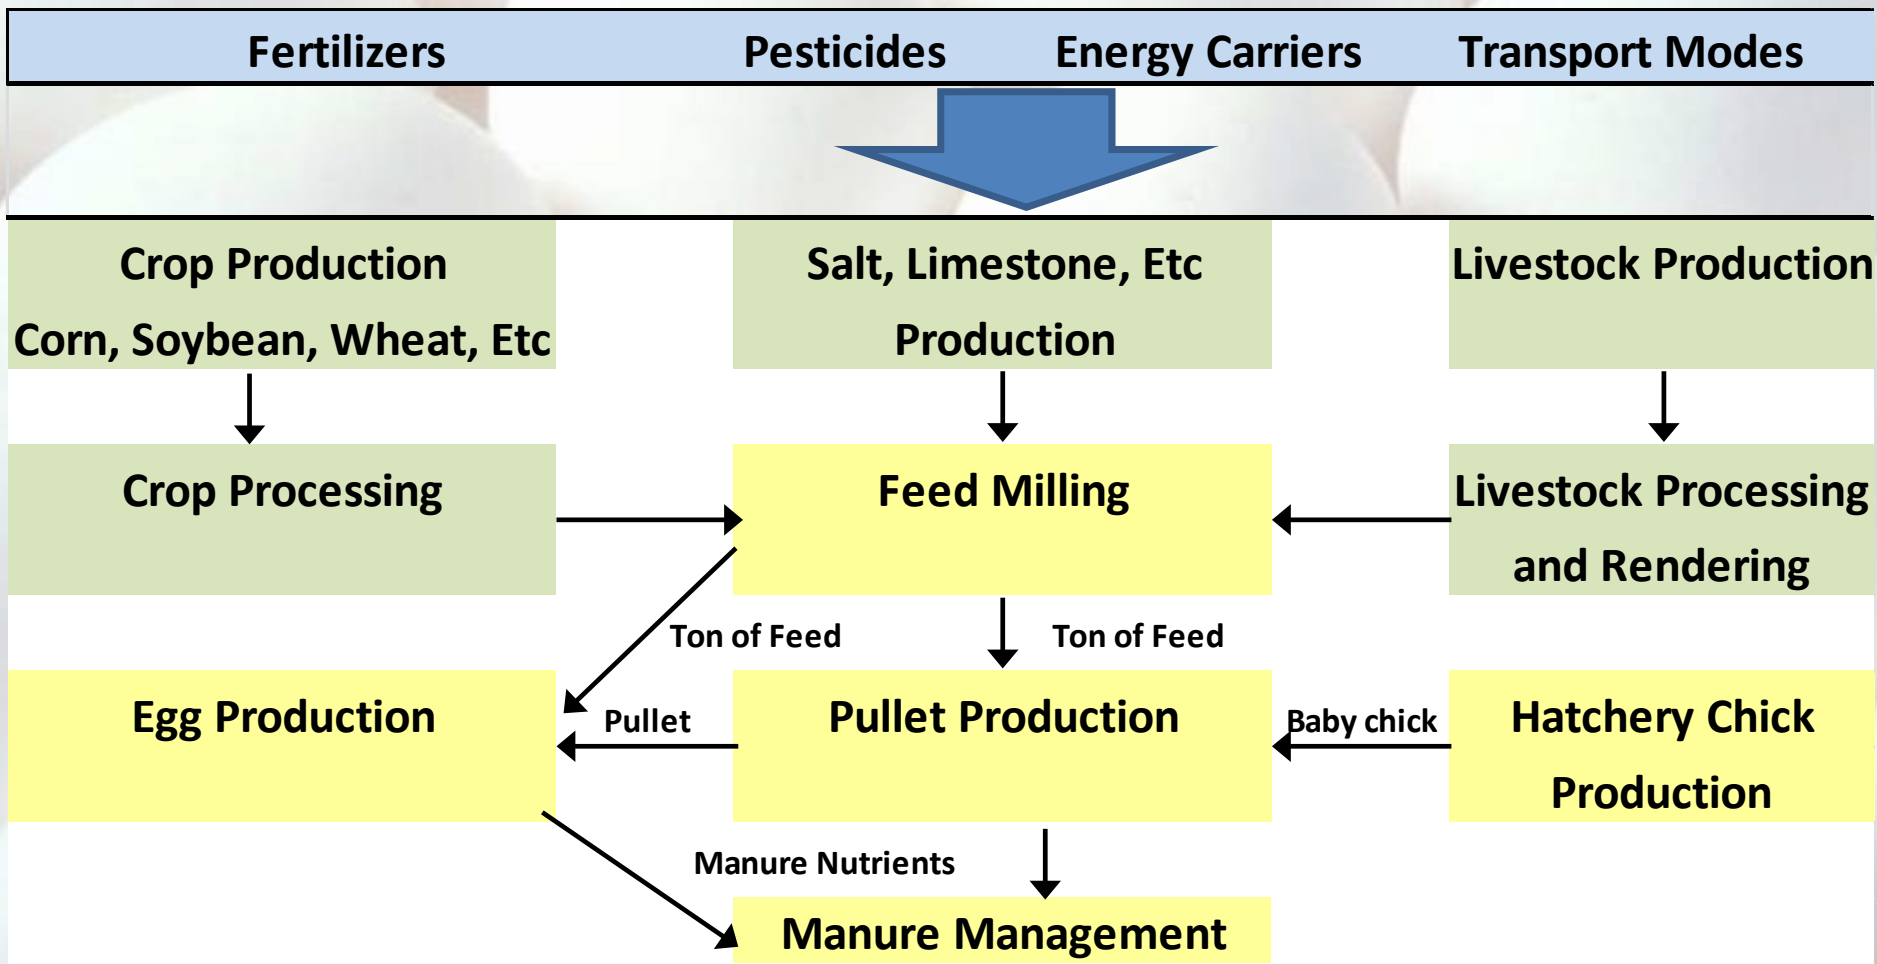 Fertilizers Pesticides Energy Carriers Transport Modes
Crop Production
Corn, Soybean, Wheat, Etc
Salt, Limestone, Etc
Production
Livestock Production
Crop Processing
Feed Milling
Livestock Processing
and Rendering
Ton of Feed
Ton of Feed
Egg Production
Pullet
Pullet Production
Baby chick
Hatchery Chick
Production
Manure Nutrients
Manure Management